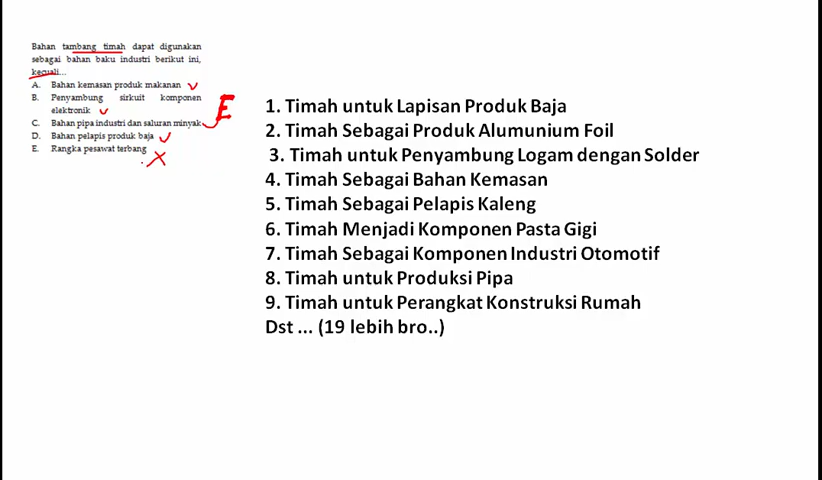 Bahan tambang timah dapat digunakan
sebagai bahan baku industri berikut ini,
kecuali...
A. Bahan kemasan produk makanan
B. Penyambung sirkuit komponen
elektronik
C. Bahan pipa industri dan saluran minyak
D. Bahan pelapis produk baja
E. Rangka pesawat terbang
E
1. Timah untuk Lapisan Produk Baja
2. Timah Sebagai Produk Alumunium Foil
3. Timah untuk Penyambung Logam dengan Solder
4. Timah Sebagai Bahan Kemasan
5. Timah Sebagai Pelapis Kaleng
6. Timah Menjadi Komponen Pasta Gigi
7. Timah Sebagai Komponen Industri Otomotif
8. Timah untuk Produksi Pipa
9. Timah untuk Perangkat Konstruksi Rumah
Dst ... (19 lebih bro..)